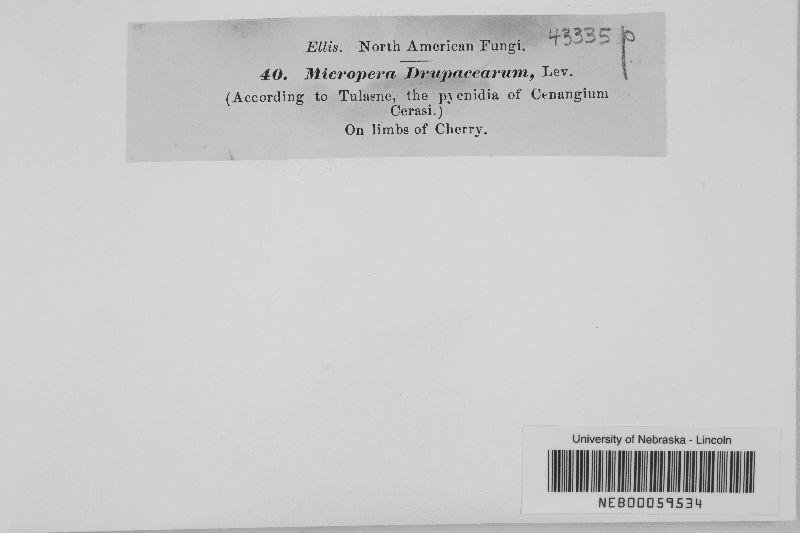 Ellis. North American Fungi. 43335 p
40. Micropera Drupacearum, Lev.
(According to Tulasne, the pycnidia of Cenangium
Cerasi.)
On limbs of Cherry.
University of Nebraska - Lincoln
NEB00059534